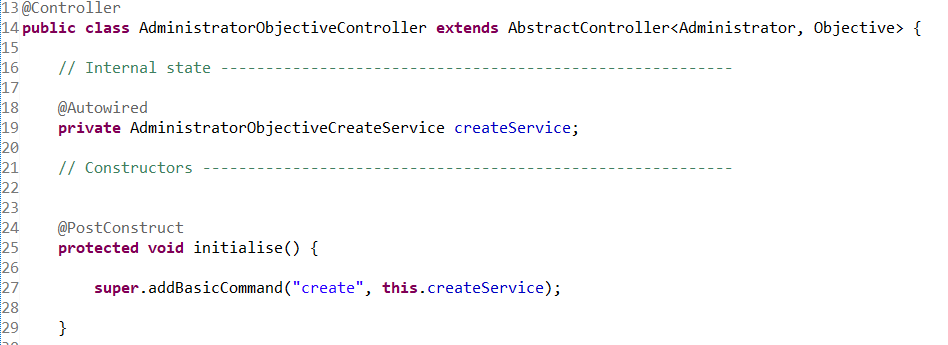 13 @Controller
14 public class AdministratorObjectiveController extends AbstractController<Administrator, Objective> {
15
16     // Internal state ---------------------------------------------------------
17
18     @Autowired
19     private AdministratorObjectiveCreateService createService;
20
21     // Constructors -----------------------------------------------------------
22
23
24     @PostConstruct
25     protected void initialise() {
26
27         super.addBasicCommand("create", this.createService);
28
29     }